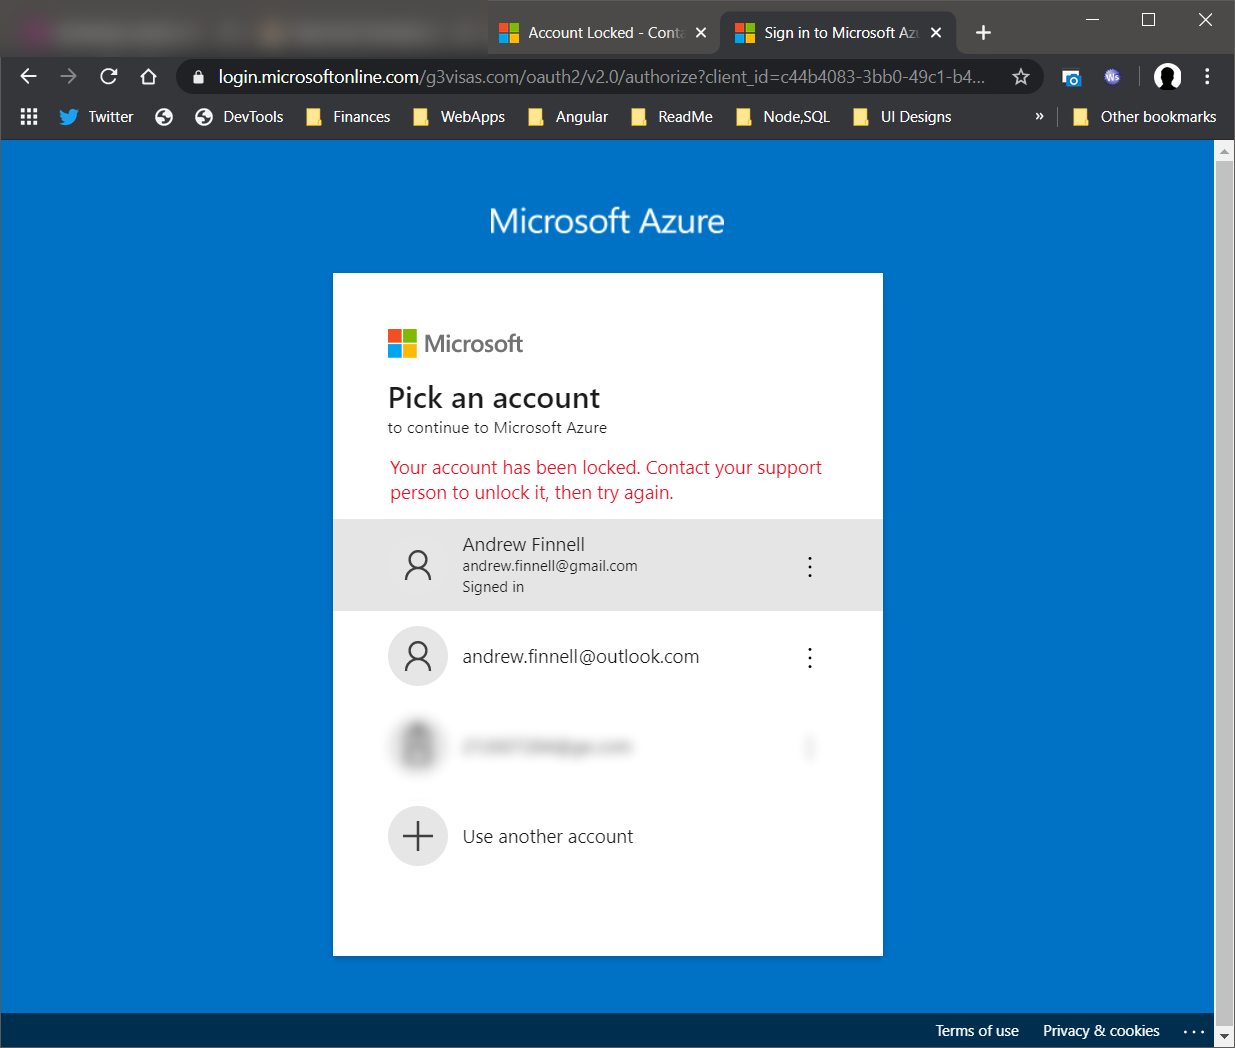 Account Locked - Conta
Sign in to Microsoft Azu
login.microsoftonline.com/g3visas.com/oauth2/v2.0/authorize?client_id=c44b4083-3bb0-49c1-b4...
Ws
Twitter
DevTools
Finances
WebApps
Angular
ReadMe
Node,SQL
UI Designs
»
Other bookmarks
Microsoft Azure
Microsoft
Pick an account
to continue to Microsoft Azure
Your account has been locked. Contact your support
person to unlock it, then try again.
Andrew Finnell
andrew.finnell@gmail.com
Signed in
andrew.finnell@outlook.com
Use another account
Terms of use
Privacy & cookies
...